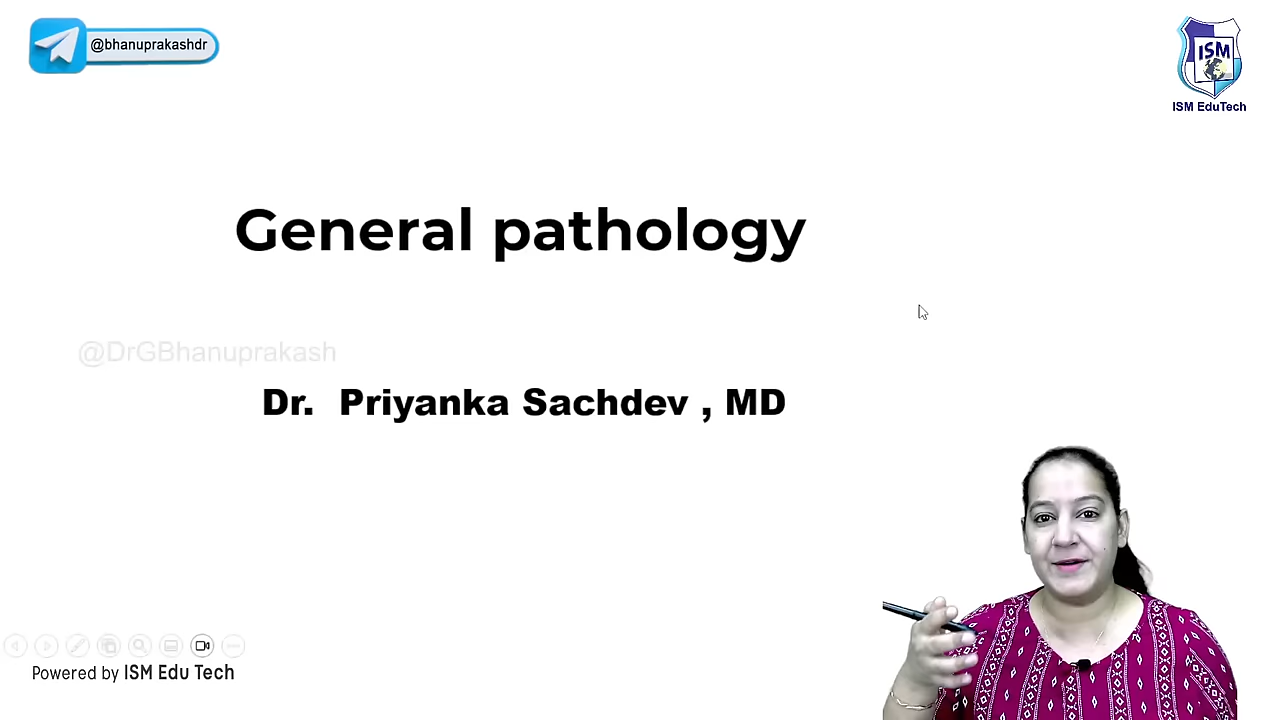 @bhanuprakashdr
ISM
ISM EduTech
General pathology
@DrGBhanuprakash
Dr. Priyanka Sachdev , MD
Powered by ISM Edu Tech